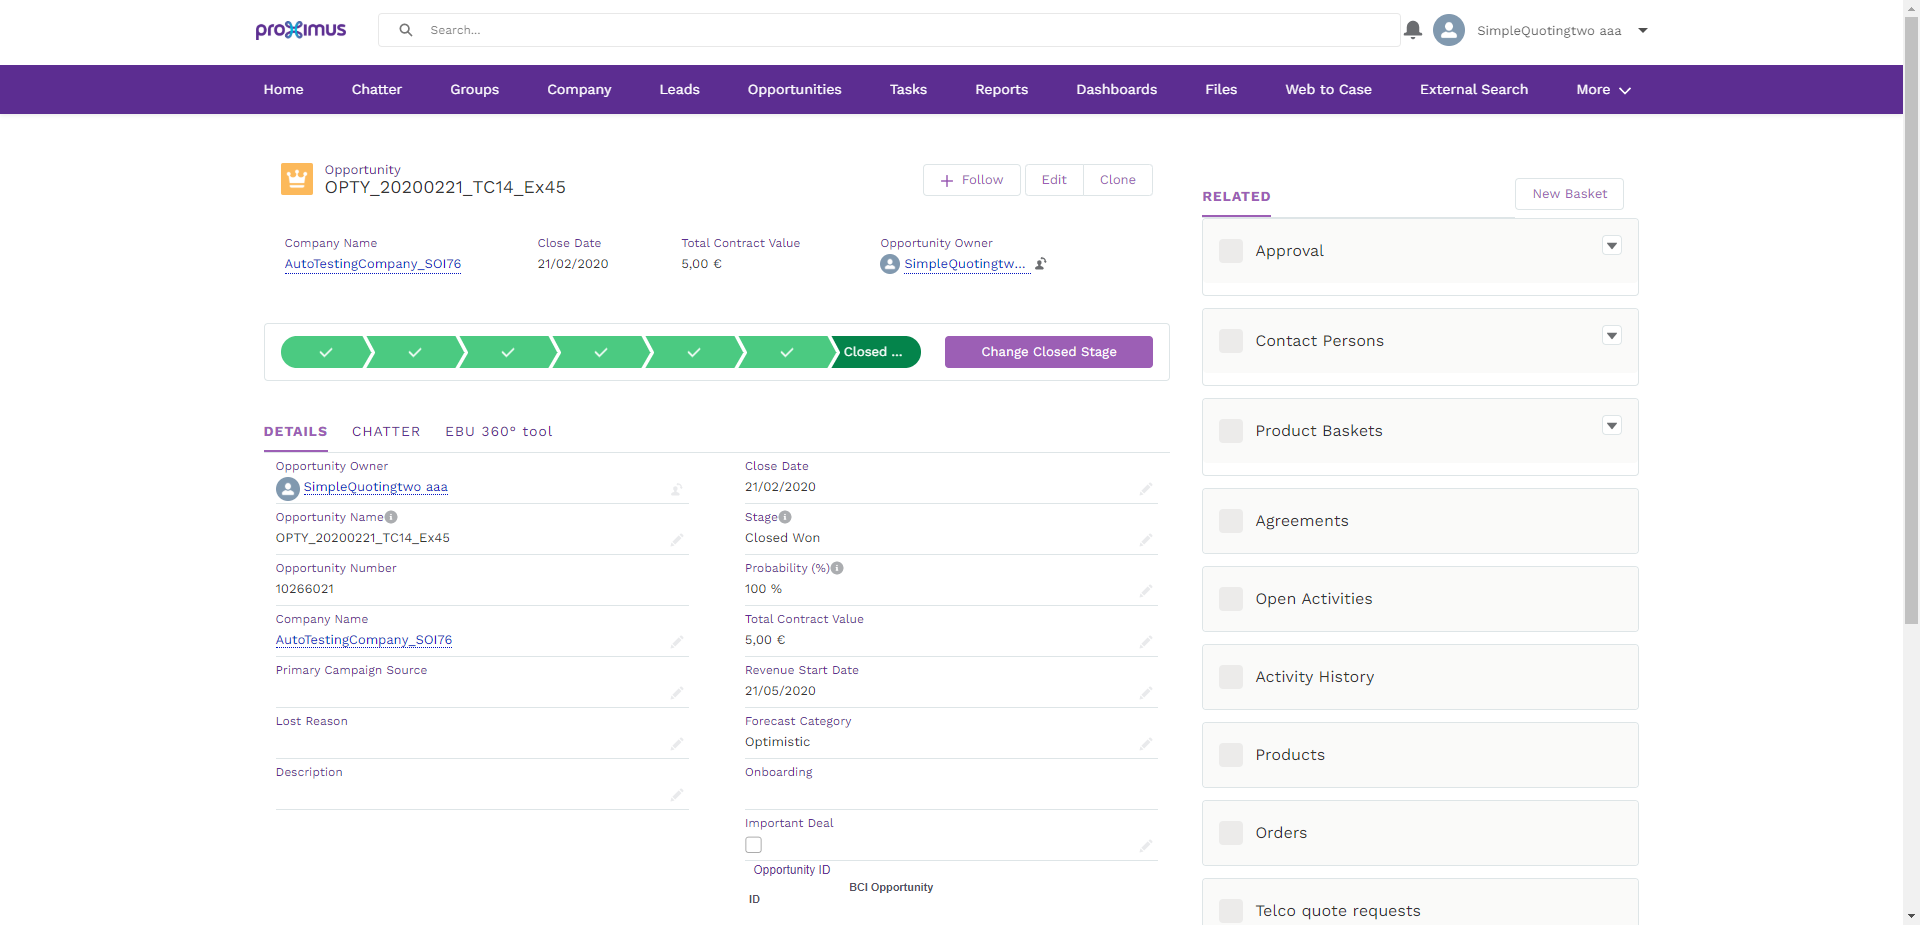 proximus
Search...
SimpleQuotingtwo aaa
Home Chatter Groups Company Leads Opportunities Tasks Reports Dashboards Files Web to Case External Search More
Opportunity
OPTY_20200221_TC14_Ex45
Follow Edit Clone
Company Name Close Date Total Contract Value Opportunity Owner
AutoTestingCompany_SOI76 21/02/2020 5,00 € SimpleQuotingtw...
Closed ... Change Closed Stage
DETAILS CHATTER EBU 360° tool
Opportunity Owner
SimpleQuotingtwo aaa
Opportunity Name
OPTY_20200221_TC14_Ex45
Opportunity Number
10266021
Company Name
AutoTestingCompany_SOI76
Primary Campaign Source
Lost Reason
Description
Close Date
21/02/2020
Stage
Closed Won
Probability (%)
100 %
Total Contract Value
5,00 €
Revenue Start Date
21/05/2020
Forecast Category
Optimistic
Onboarding
Important Deal
Opportunity ID
BCI Opportunity
ID
RELATED New Basket
Approval
Contact Persons
Product Baskets
Agreements
Open Activities
Activity History
Products
Orders
Telco quote requests